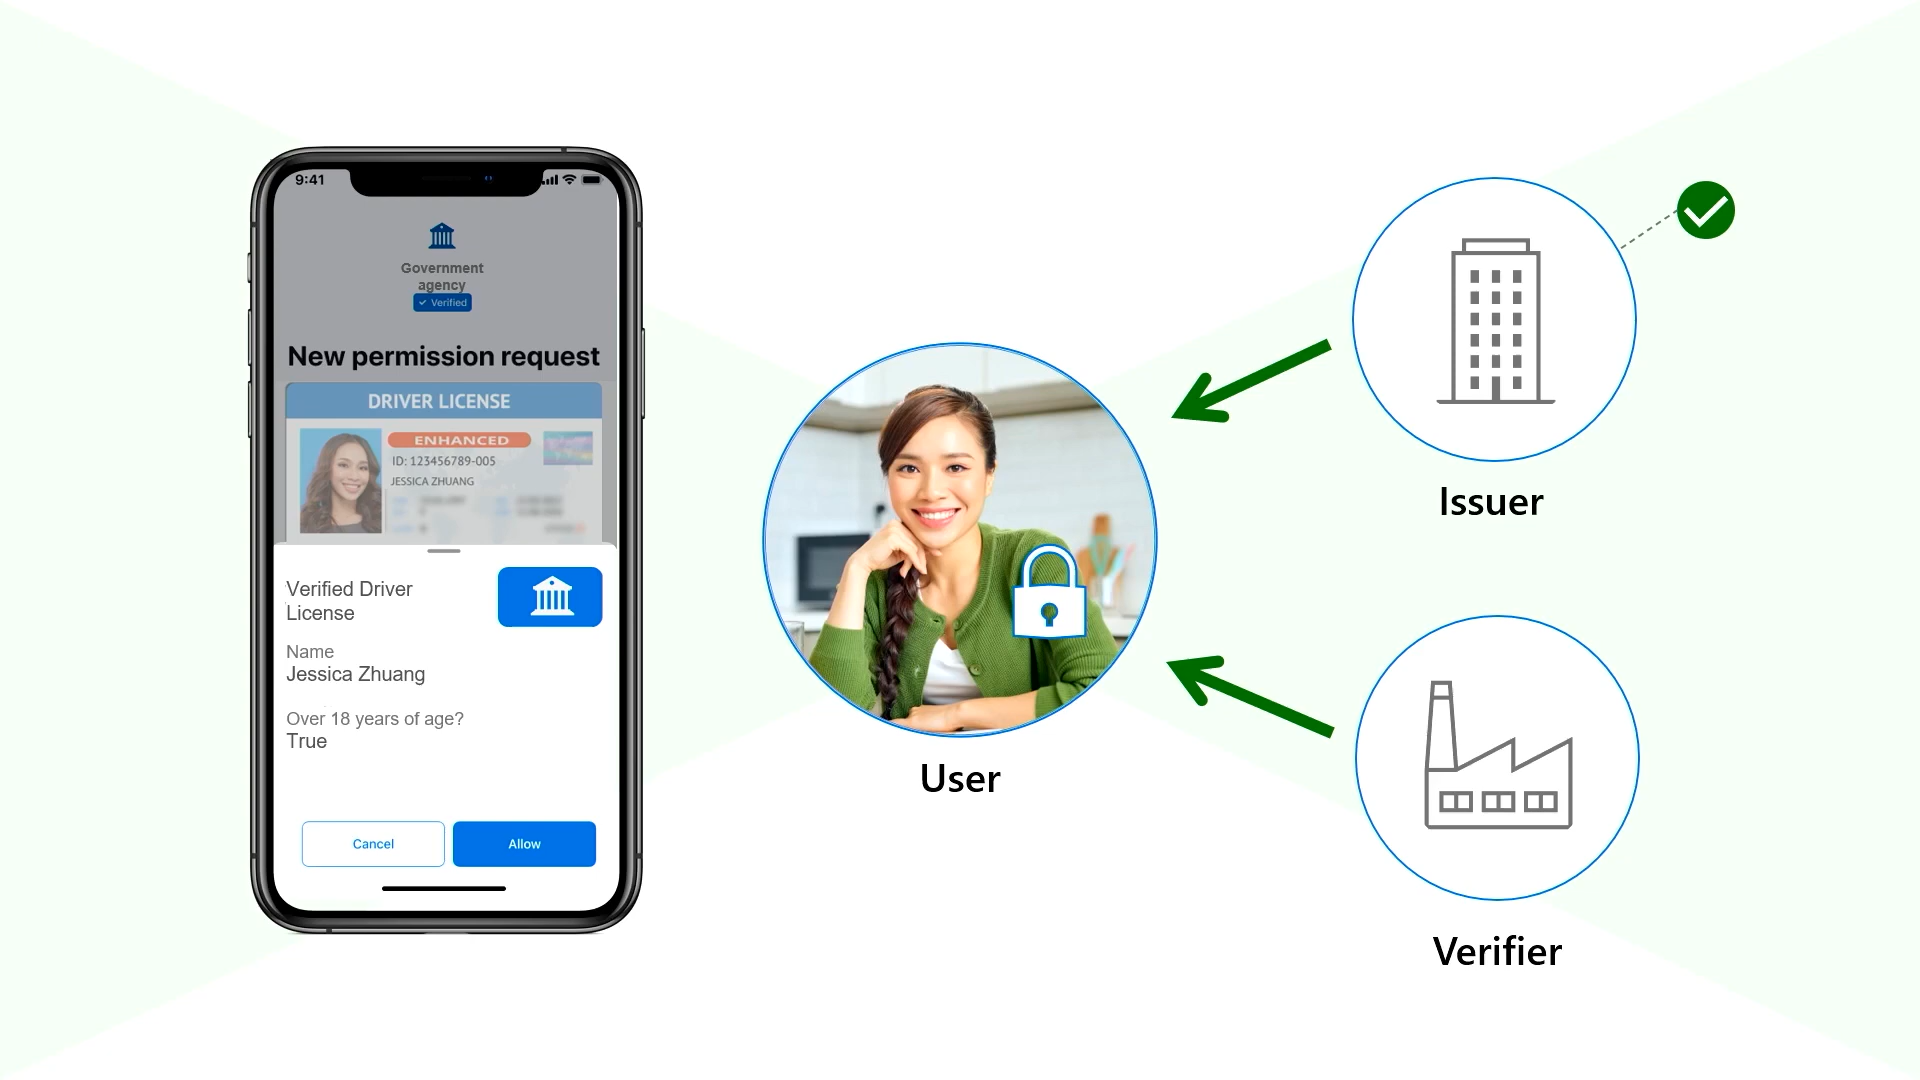 9:41
Government
agency
Verified
New permission request
DRIVER LICENSE
ENHANCED
ID: 123456789-005
JESSICA ZHUANG
Verified Driver
License
Name
Jessica Zhuang
Over 18 years of age?
True
Cancel
Allow
User
Issuer
Verifier